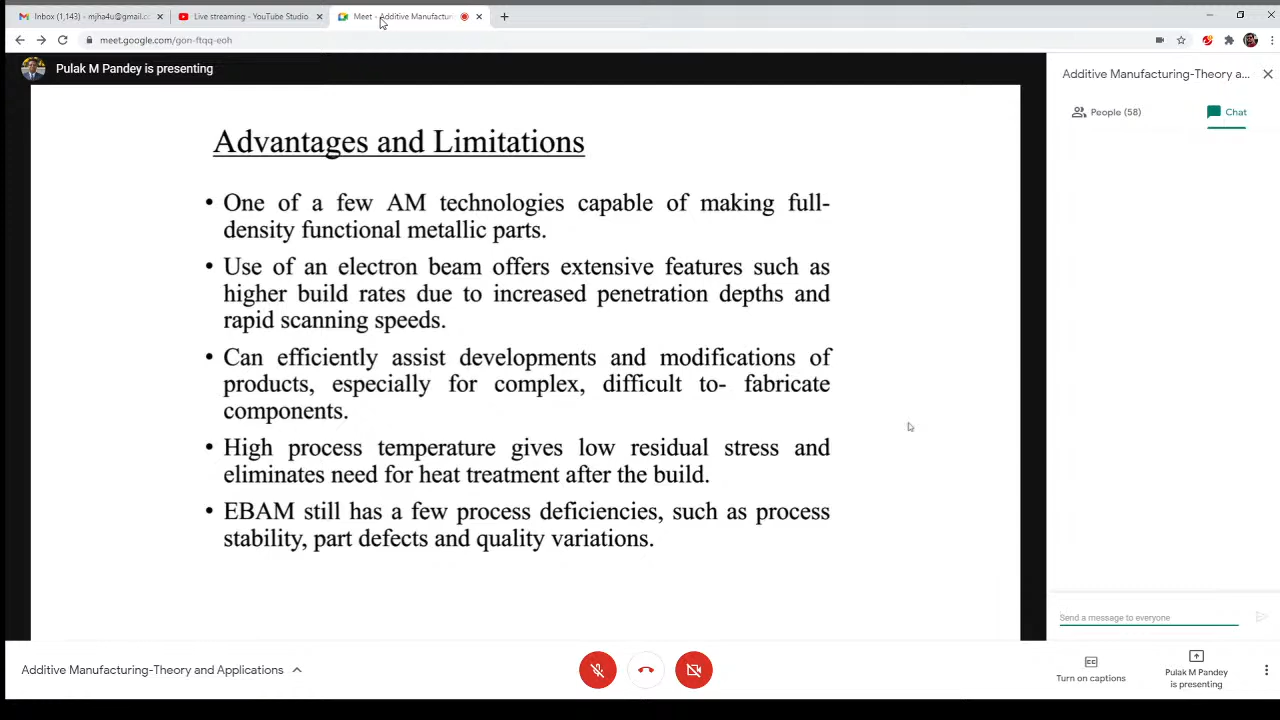 Inbox (1,143) - mjha4u@gmail.c
Live streaming - YouTube Studio
Meet - Additive Manufactur
meet.google.com/gon-ftqq-eoh
Pulak M Pandey is presenting
Additive Manufacturing-Theory a...
People (58)
Chat
Advantages and Limitations
• One of a few AM technologies capable of making full-
density functional metallic parts.
• Use of an electron beam offers extensive features such as
higher build rates due to increased penetration depths and
rapid scanning speeds.
• Can efficiently assist developments and modifications of
products, especially for complex, difficult to- fabricate
components.
• High process temperature gives low residual stress and
eliminates need for heat treatment after the build.
• EBAM still has a few process deficiencies, such as process
stability, part defects and quality variations.
Send a message to everyone
Additive Manufacturing-Theory and Applications
Turn on captions
Pulak M Pandey
is presenting